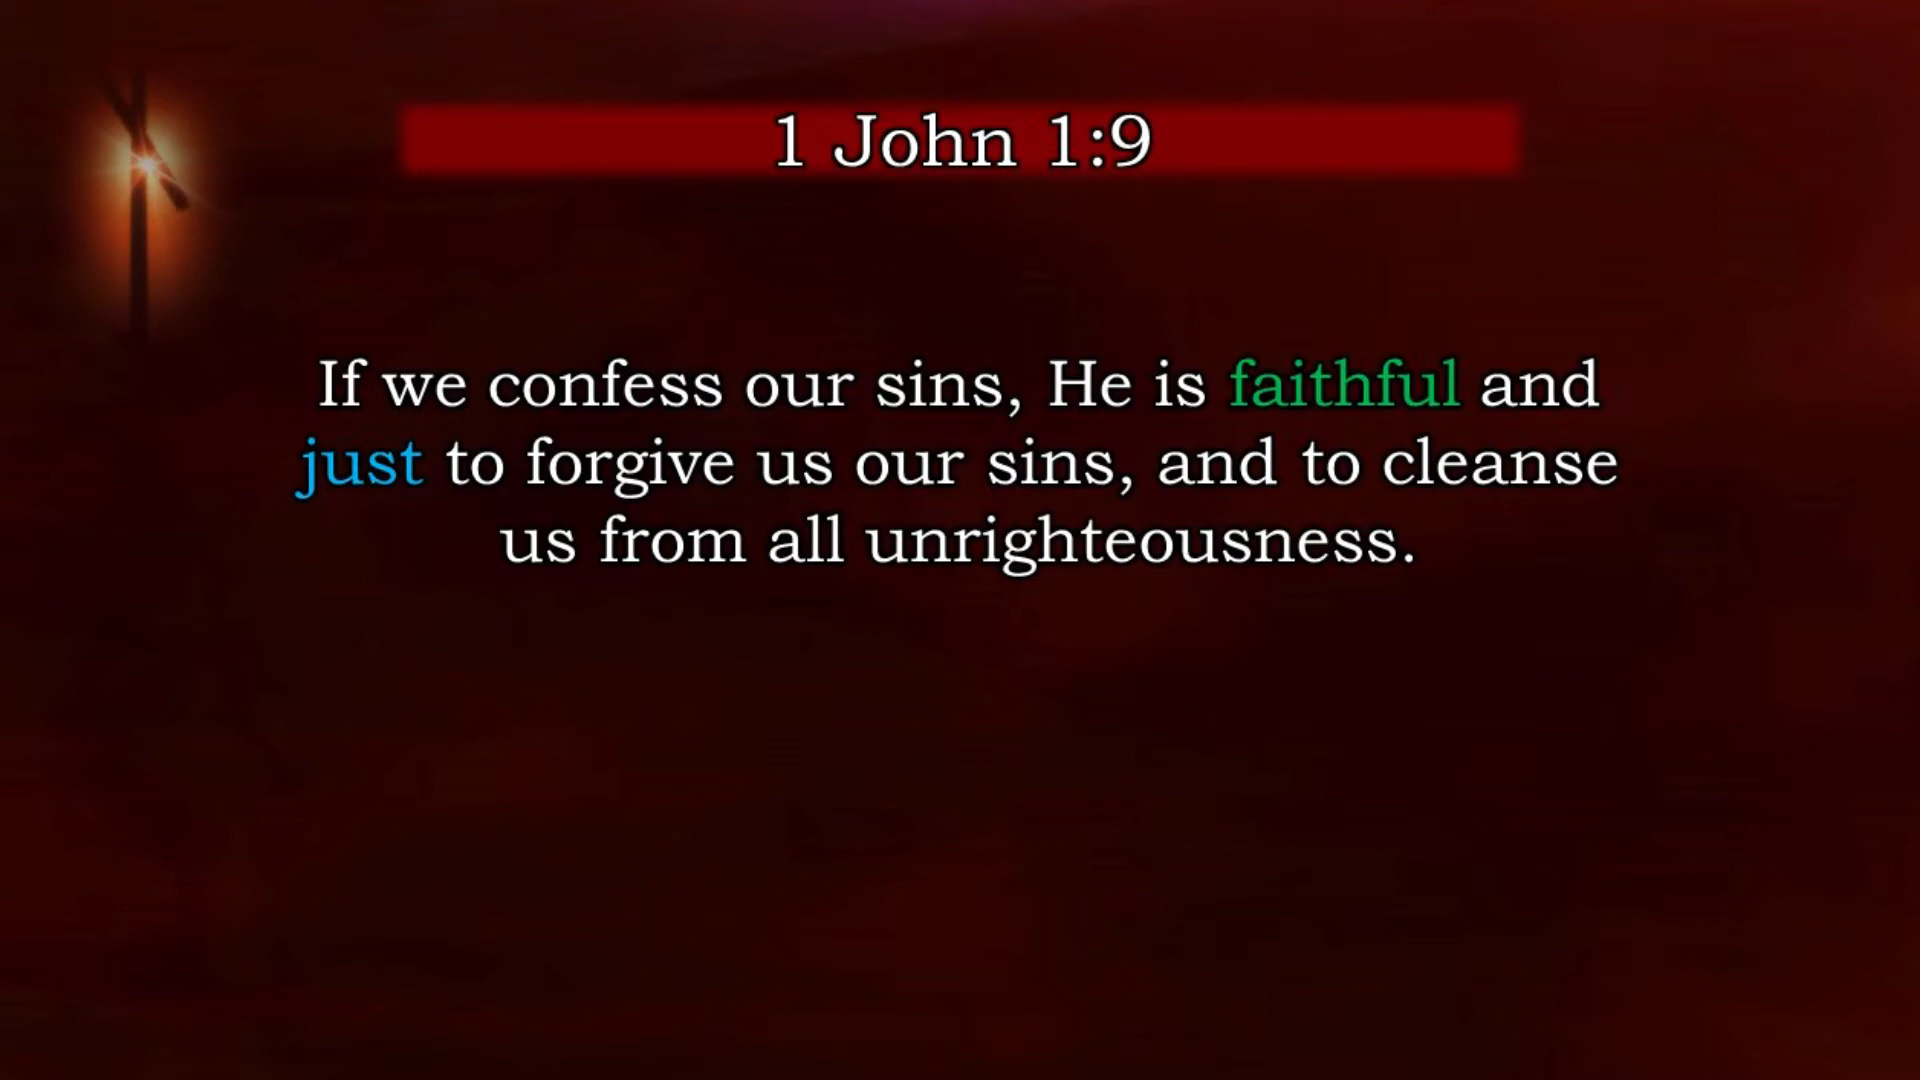 1 John 1:9
If we confess our sins, He is faithful and
just to forgive us our sins, and to cleanse
us from all unrighteousness.